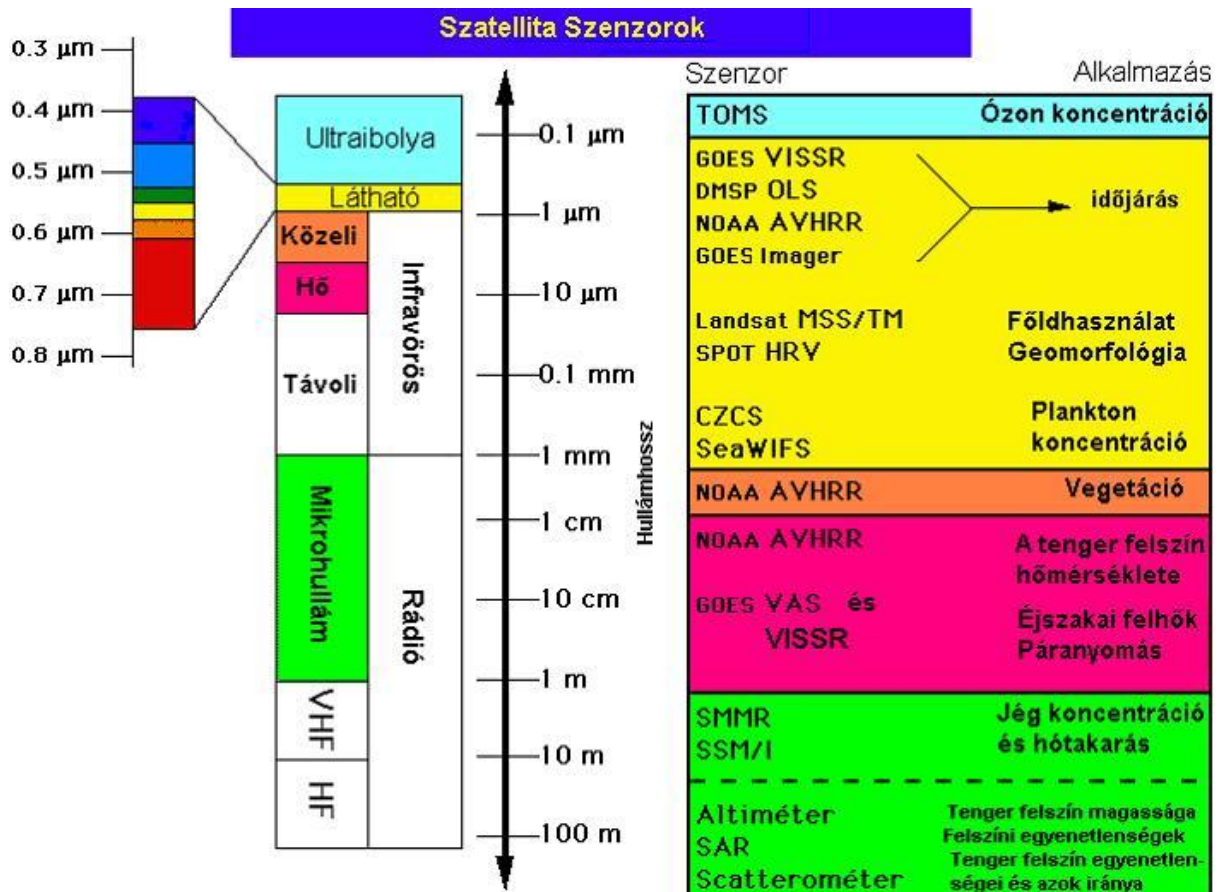 Szatellita Szenzorok
0.3 µm
0.4 µm
0.5 µm
0.6 µm
0.7 µm
0.8 µm
Ultraibolya
Látható
Közeli
Hő
Távoli
Infravörös
Mikrohullám
Rádió
VHF
HF
0.1 µm
1 µm
10 µm
0.1 mm
1 mm
1 cm
10 cm
1 m
10 m
100 m
Hullámhossz
Szenzor Alkalmazás
TOMS Ózon koncentráció
GOES VISSR
DMSP OLS
NOAA AVHRR
GOES Imager
időjárás
Landsat MSS/TM Főldhasználat
SPOT HRV Geomorfológia
CZCS Plankton
SeaWIFS koncentráció
NOAA AVHRR Vegetáció
NOAA AVHRR A tenger felszín
hőmérséklete
GOES VAS és Éjszakai felhők
VISSR Páranyomás
SMMR Jég koncentráció
SSM/I és hótakarás
Altiméter Tenger felszín magassága
SAR Felszíni egyenetlenségek
Scatterométer Tenger felszín egyenetlen-
ségei és azok iránya